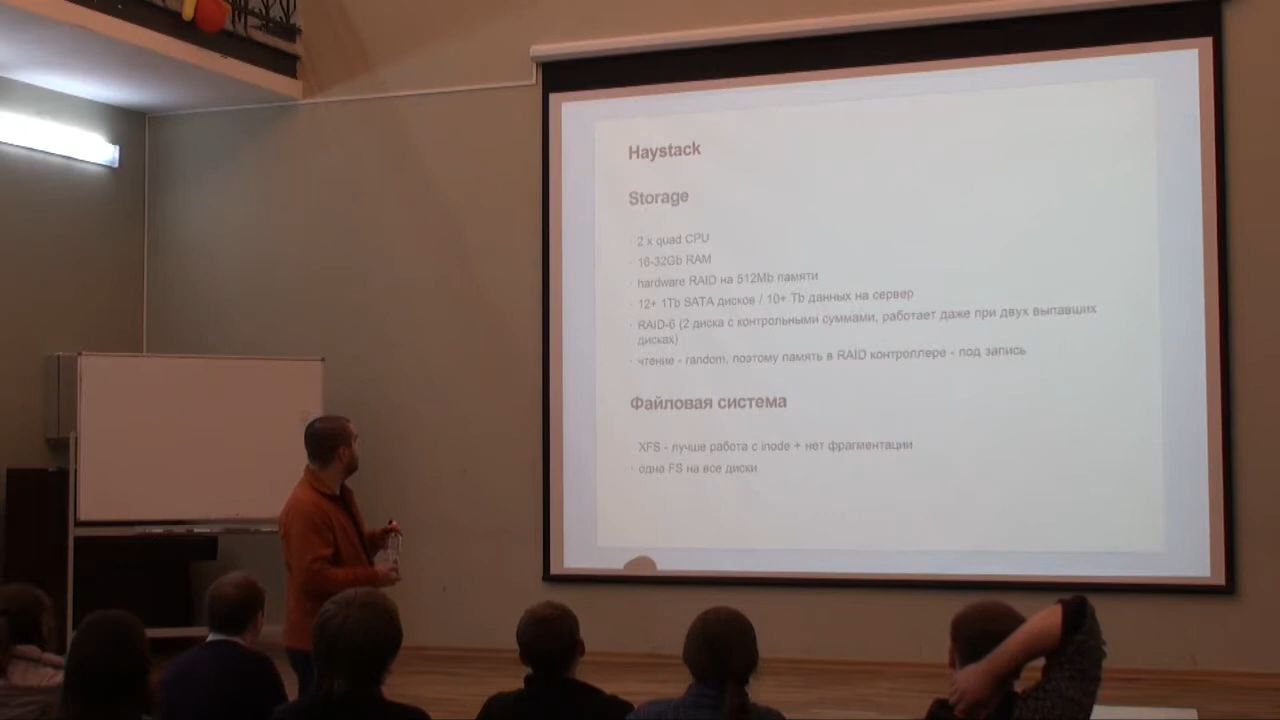 Haystack
Storage
2 x quad CPU
16-32Gb RAM
hardware RAID на 512Mb памяти
12+ 1Tb SATA дисков / 10+ Tb данных на сервер
RAID-6 (2 диска с контрольными суммами, работает даже при двух выпавших
дисках)
чтение - random, поэтому память в RAID контроллере - под запись
Файловая система
XFS - лучше работа с inode + нет фрагментации
одна FS на все диски